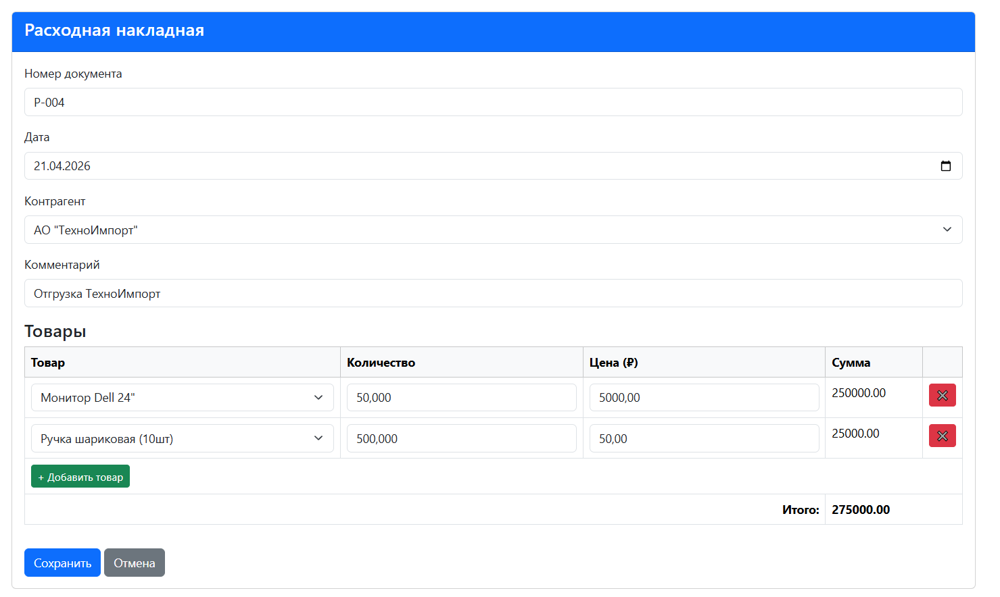 Расходная накладная
Номер документа
Р-004
Дата
21.04.2026
Контрагент
АО "ТехноИмпорт"
Комментарий
Отгрузка ТехноИмпорт
Товары
Товар Количество Цена (₽) Сумма
Монитор Dell 24" 50,000 5000,00 250000.00
Ручка шариковая (10шт) 500,000 50,00 25000.00
+ Добавить товар
Итого: 275000.00
Сохранить Отмена